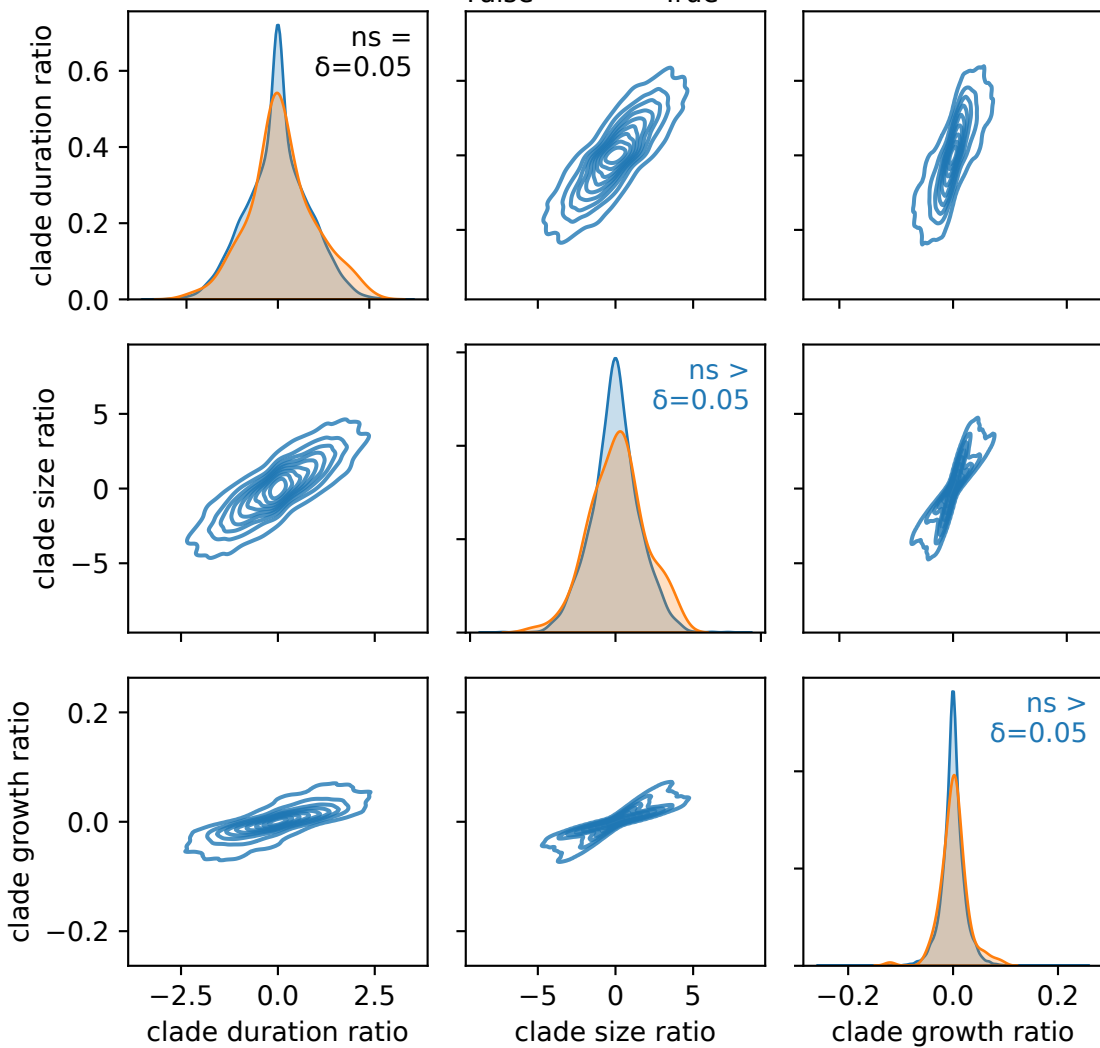 clade duration ratio
0.6
0.4
0.2
0.0
ns =
δ=0.05
clade size ratio
5
0
−5
ns >
δ=0.05
clade growth ratio
0.2
0.0
−0.2
ns >
δ=0.05
−2.5 0.0 2.5
−5 0 5
−0.2 0.0 0.2
clade duration ratio
clade size ratio
clade growth ratio